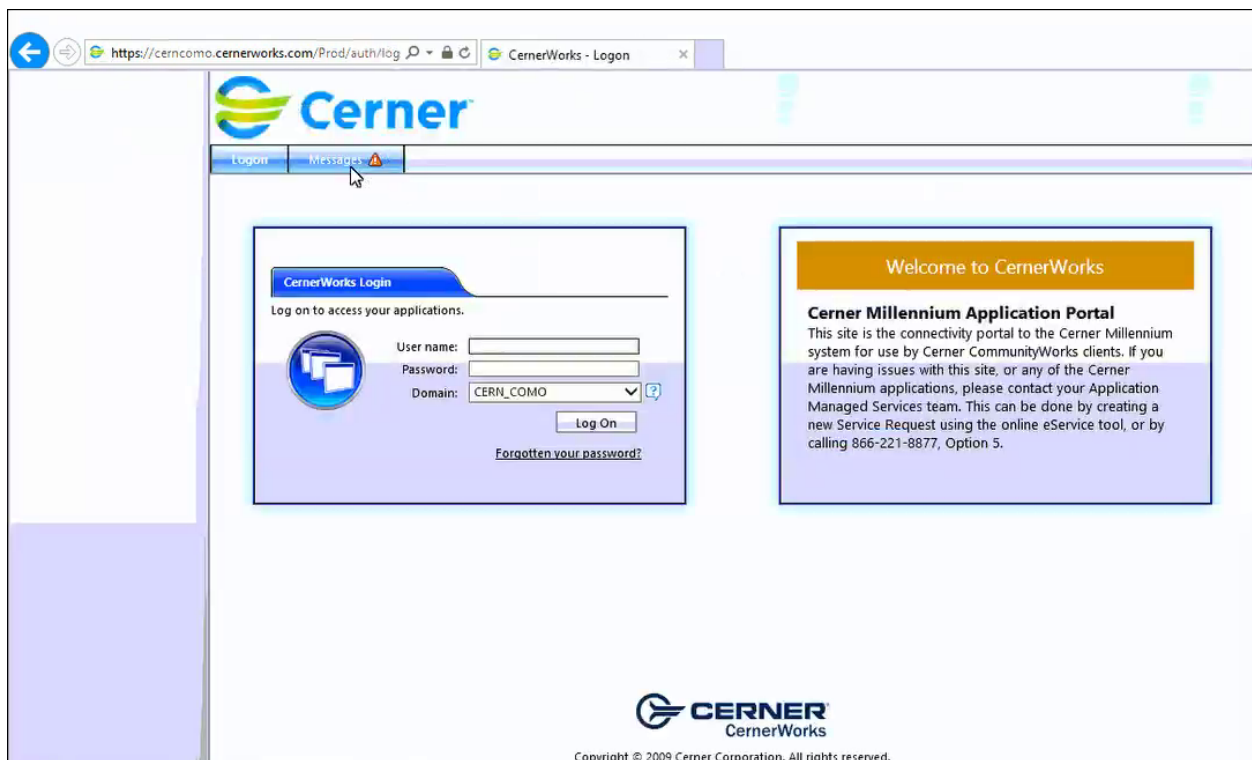 https://cerncomo.cernerworks.com/Prod/auth/log
CernerWorks - Logon
Cerner
Logon
Messages
CernerWorks Login
Log on to access your applications.
User name:
Password:
Domain: CERN_COMO
Log On
Forgotten your password?
Welcome to CernerWorks
Cerner Millennium Application Portal
This site is the connectivity portal to the Cerner Millennium
system for use by Cerner CommunityWorks clients. If you
are having issues with this site, or any of the Cerner
Millennium applications, please contact your Application
Managed Services team. This can be done by creating a
new Service Request using the online eService tool, or by
calling 866-221-8877, Option 5.
CERNER
CernerWorks
Copyright © 2009 Cerner Corporation. All rights reserved.